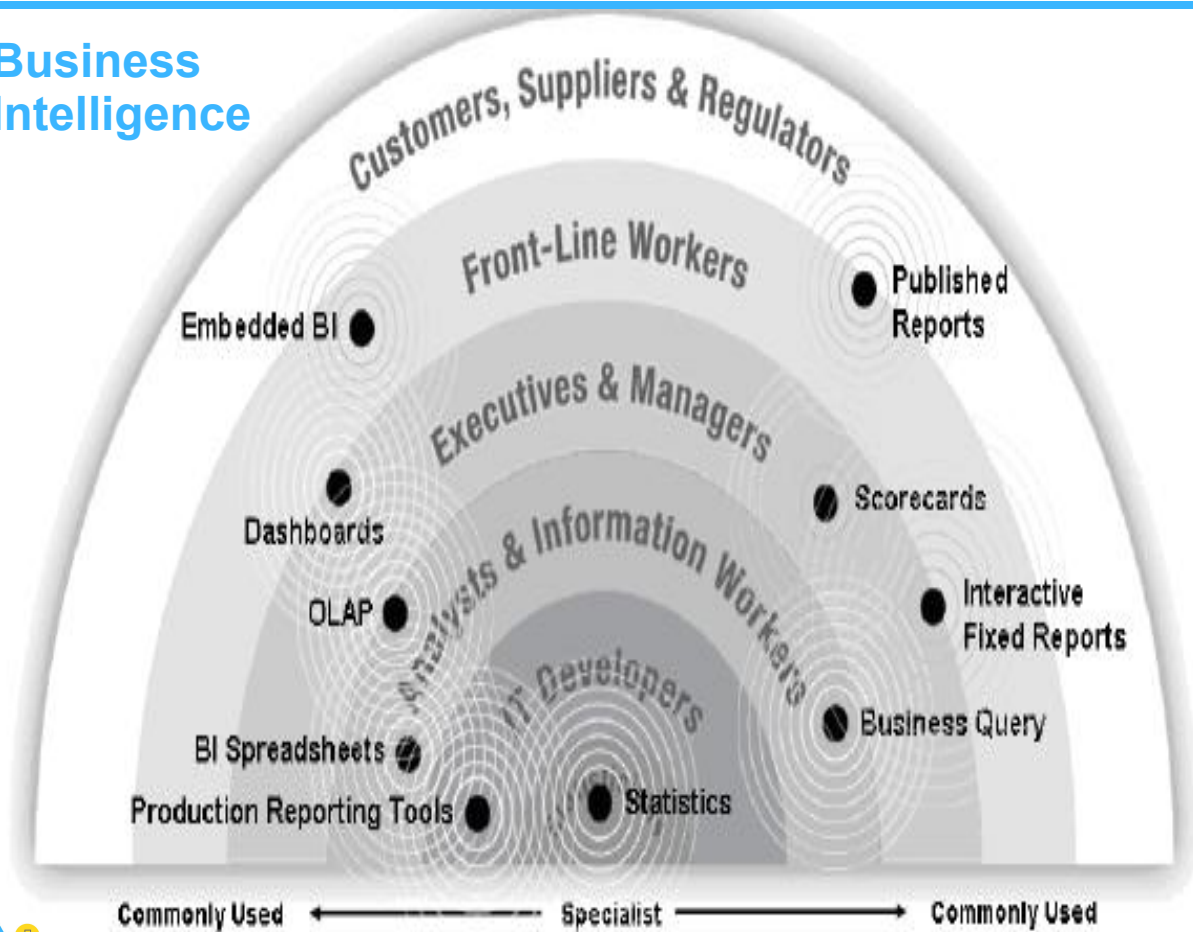 Business
Intelligence
Customers, Suppliers & Regulators
Front-Line Workers
Executives & Managers
Analysts & Information Workers
IT Developers
Embedded BI
Published
Reports
Dashboards
Scorecards
OLAP
Interactive
Fixed Reports
BI Spreadsheets
Business Query
Production Reporting Tools
Statistics
Commonly Used
Specialist
Commonly Used